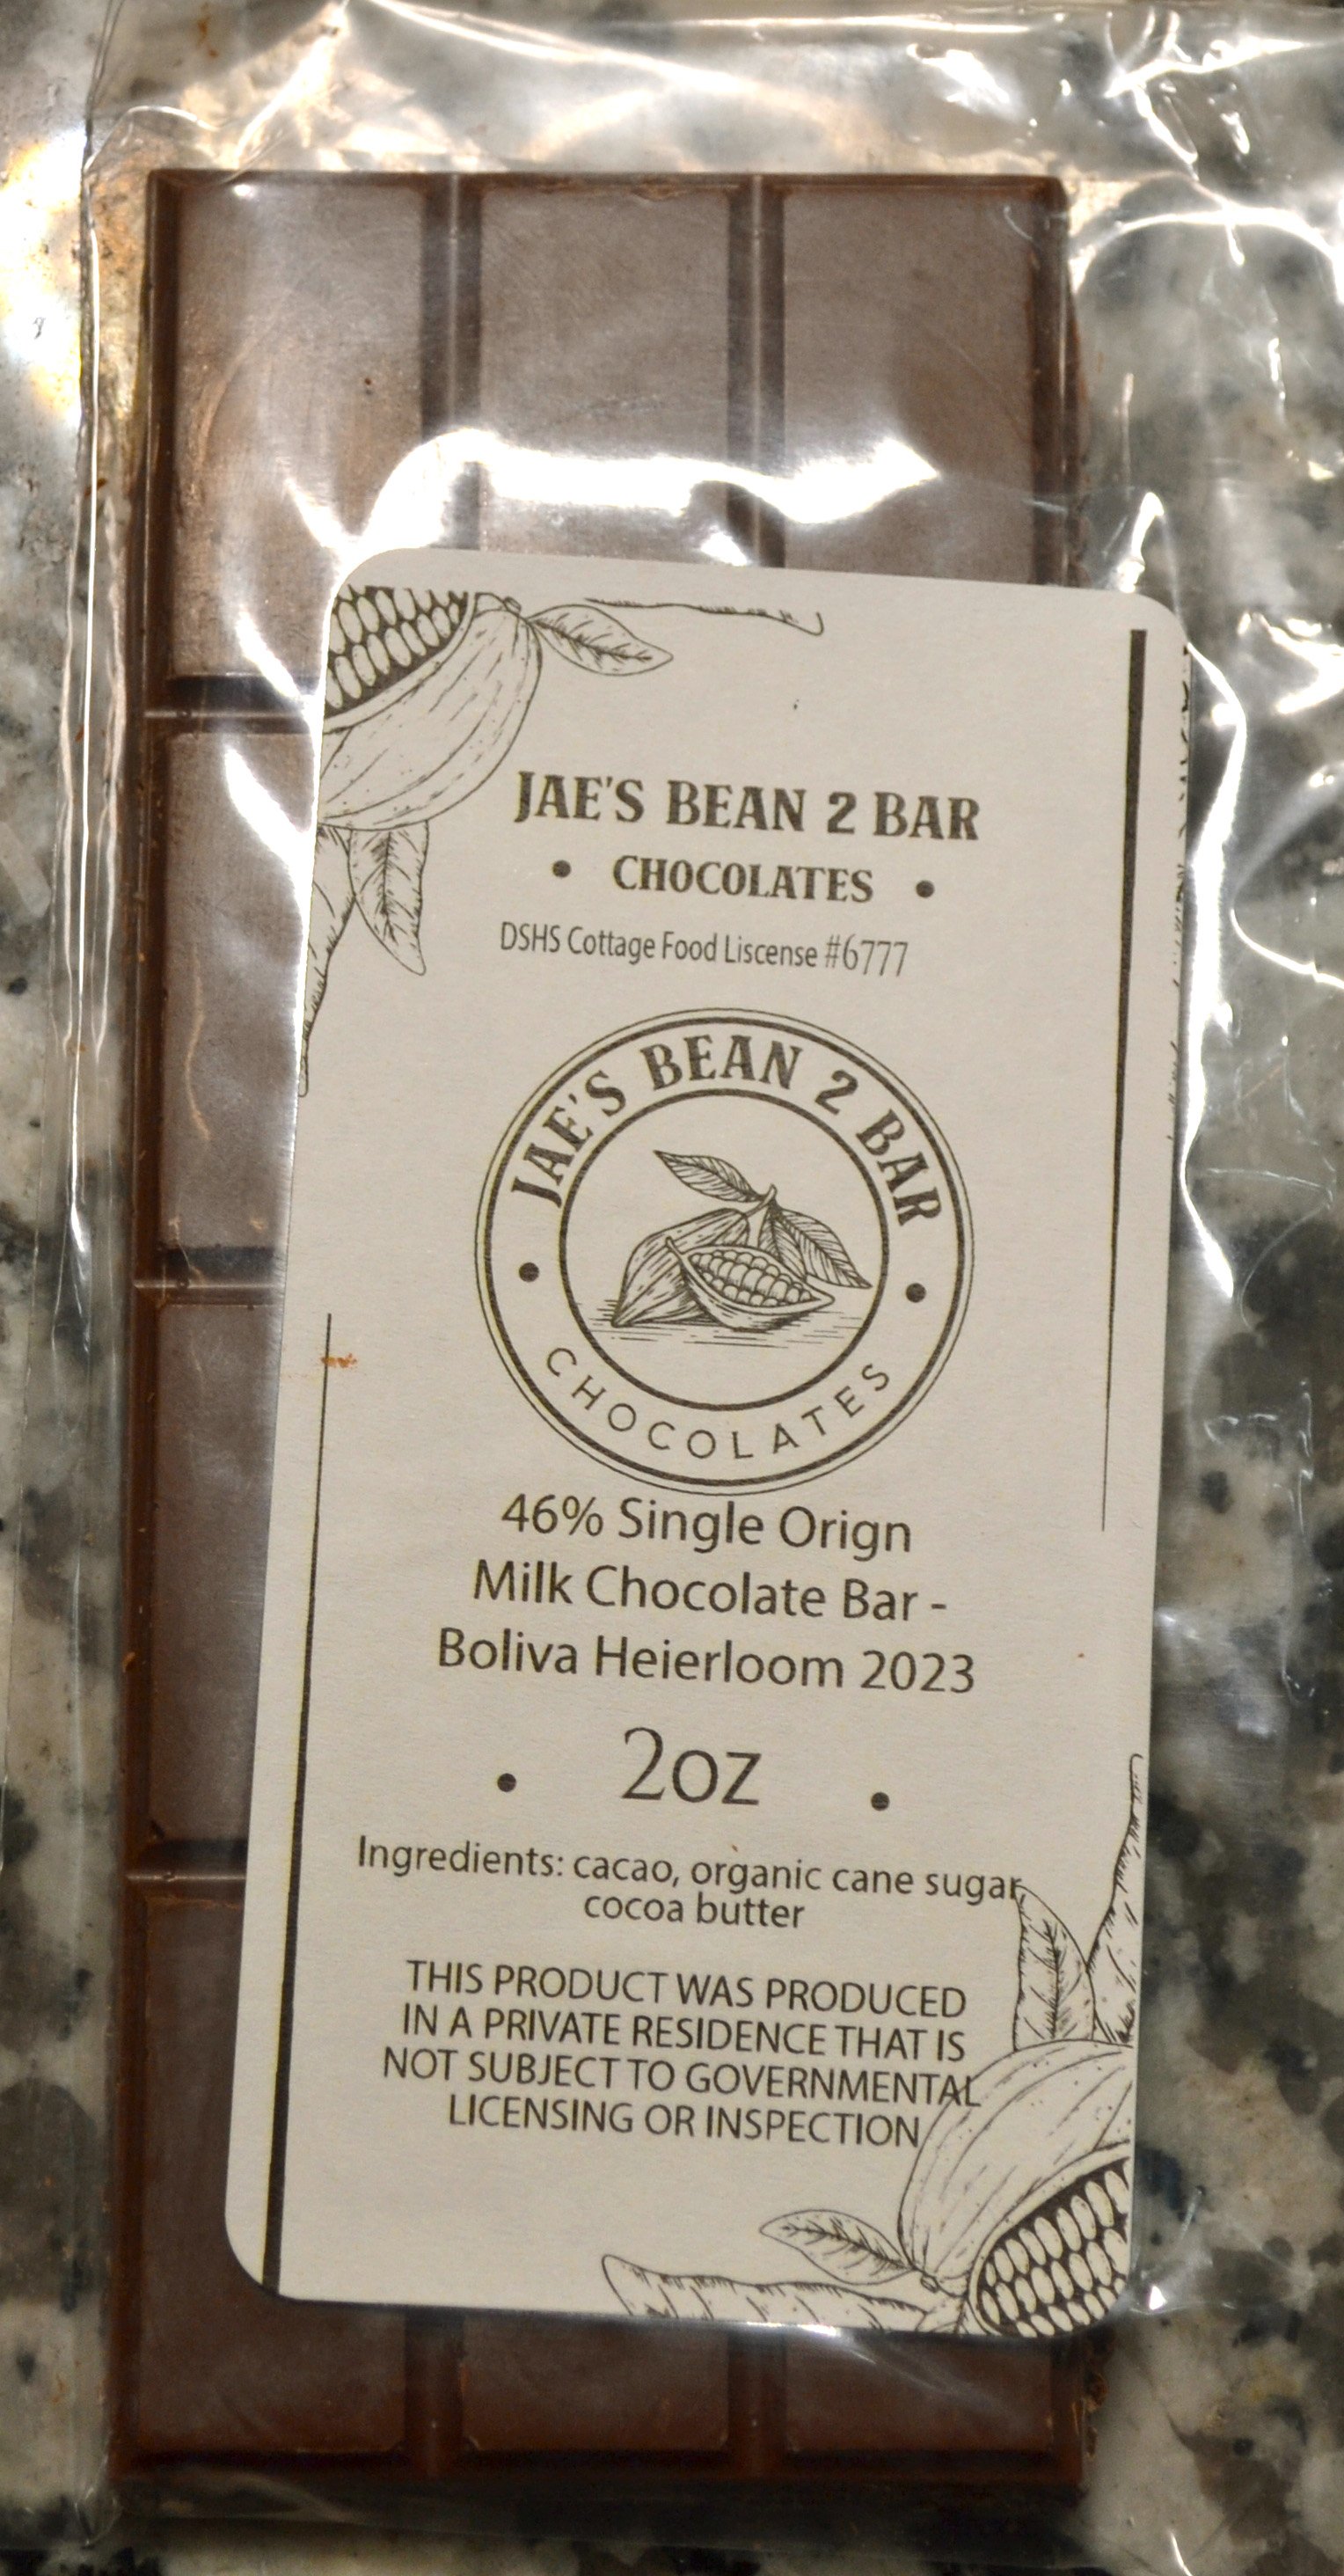 JAE'S BEAN 2 BAR
• CHOCOLATES •
DSHS Cottage Food Liscense #6777
JAE'S BEAN 2 BAR
• CHOCOLATES •
46% Single Orign
Milk Chocolate Bar -
Boliva Heierloom 2023
• 2oz •
Ingredients: cacao, organic cane sugar,
cocoa butter
THIS PRODUCT WAS PRODUCED
IN A PRIVATE RESIDENCE THAT IS
NOT SUBJECT TO GOVERNMENTAL
LICENSING OR INSPECTION